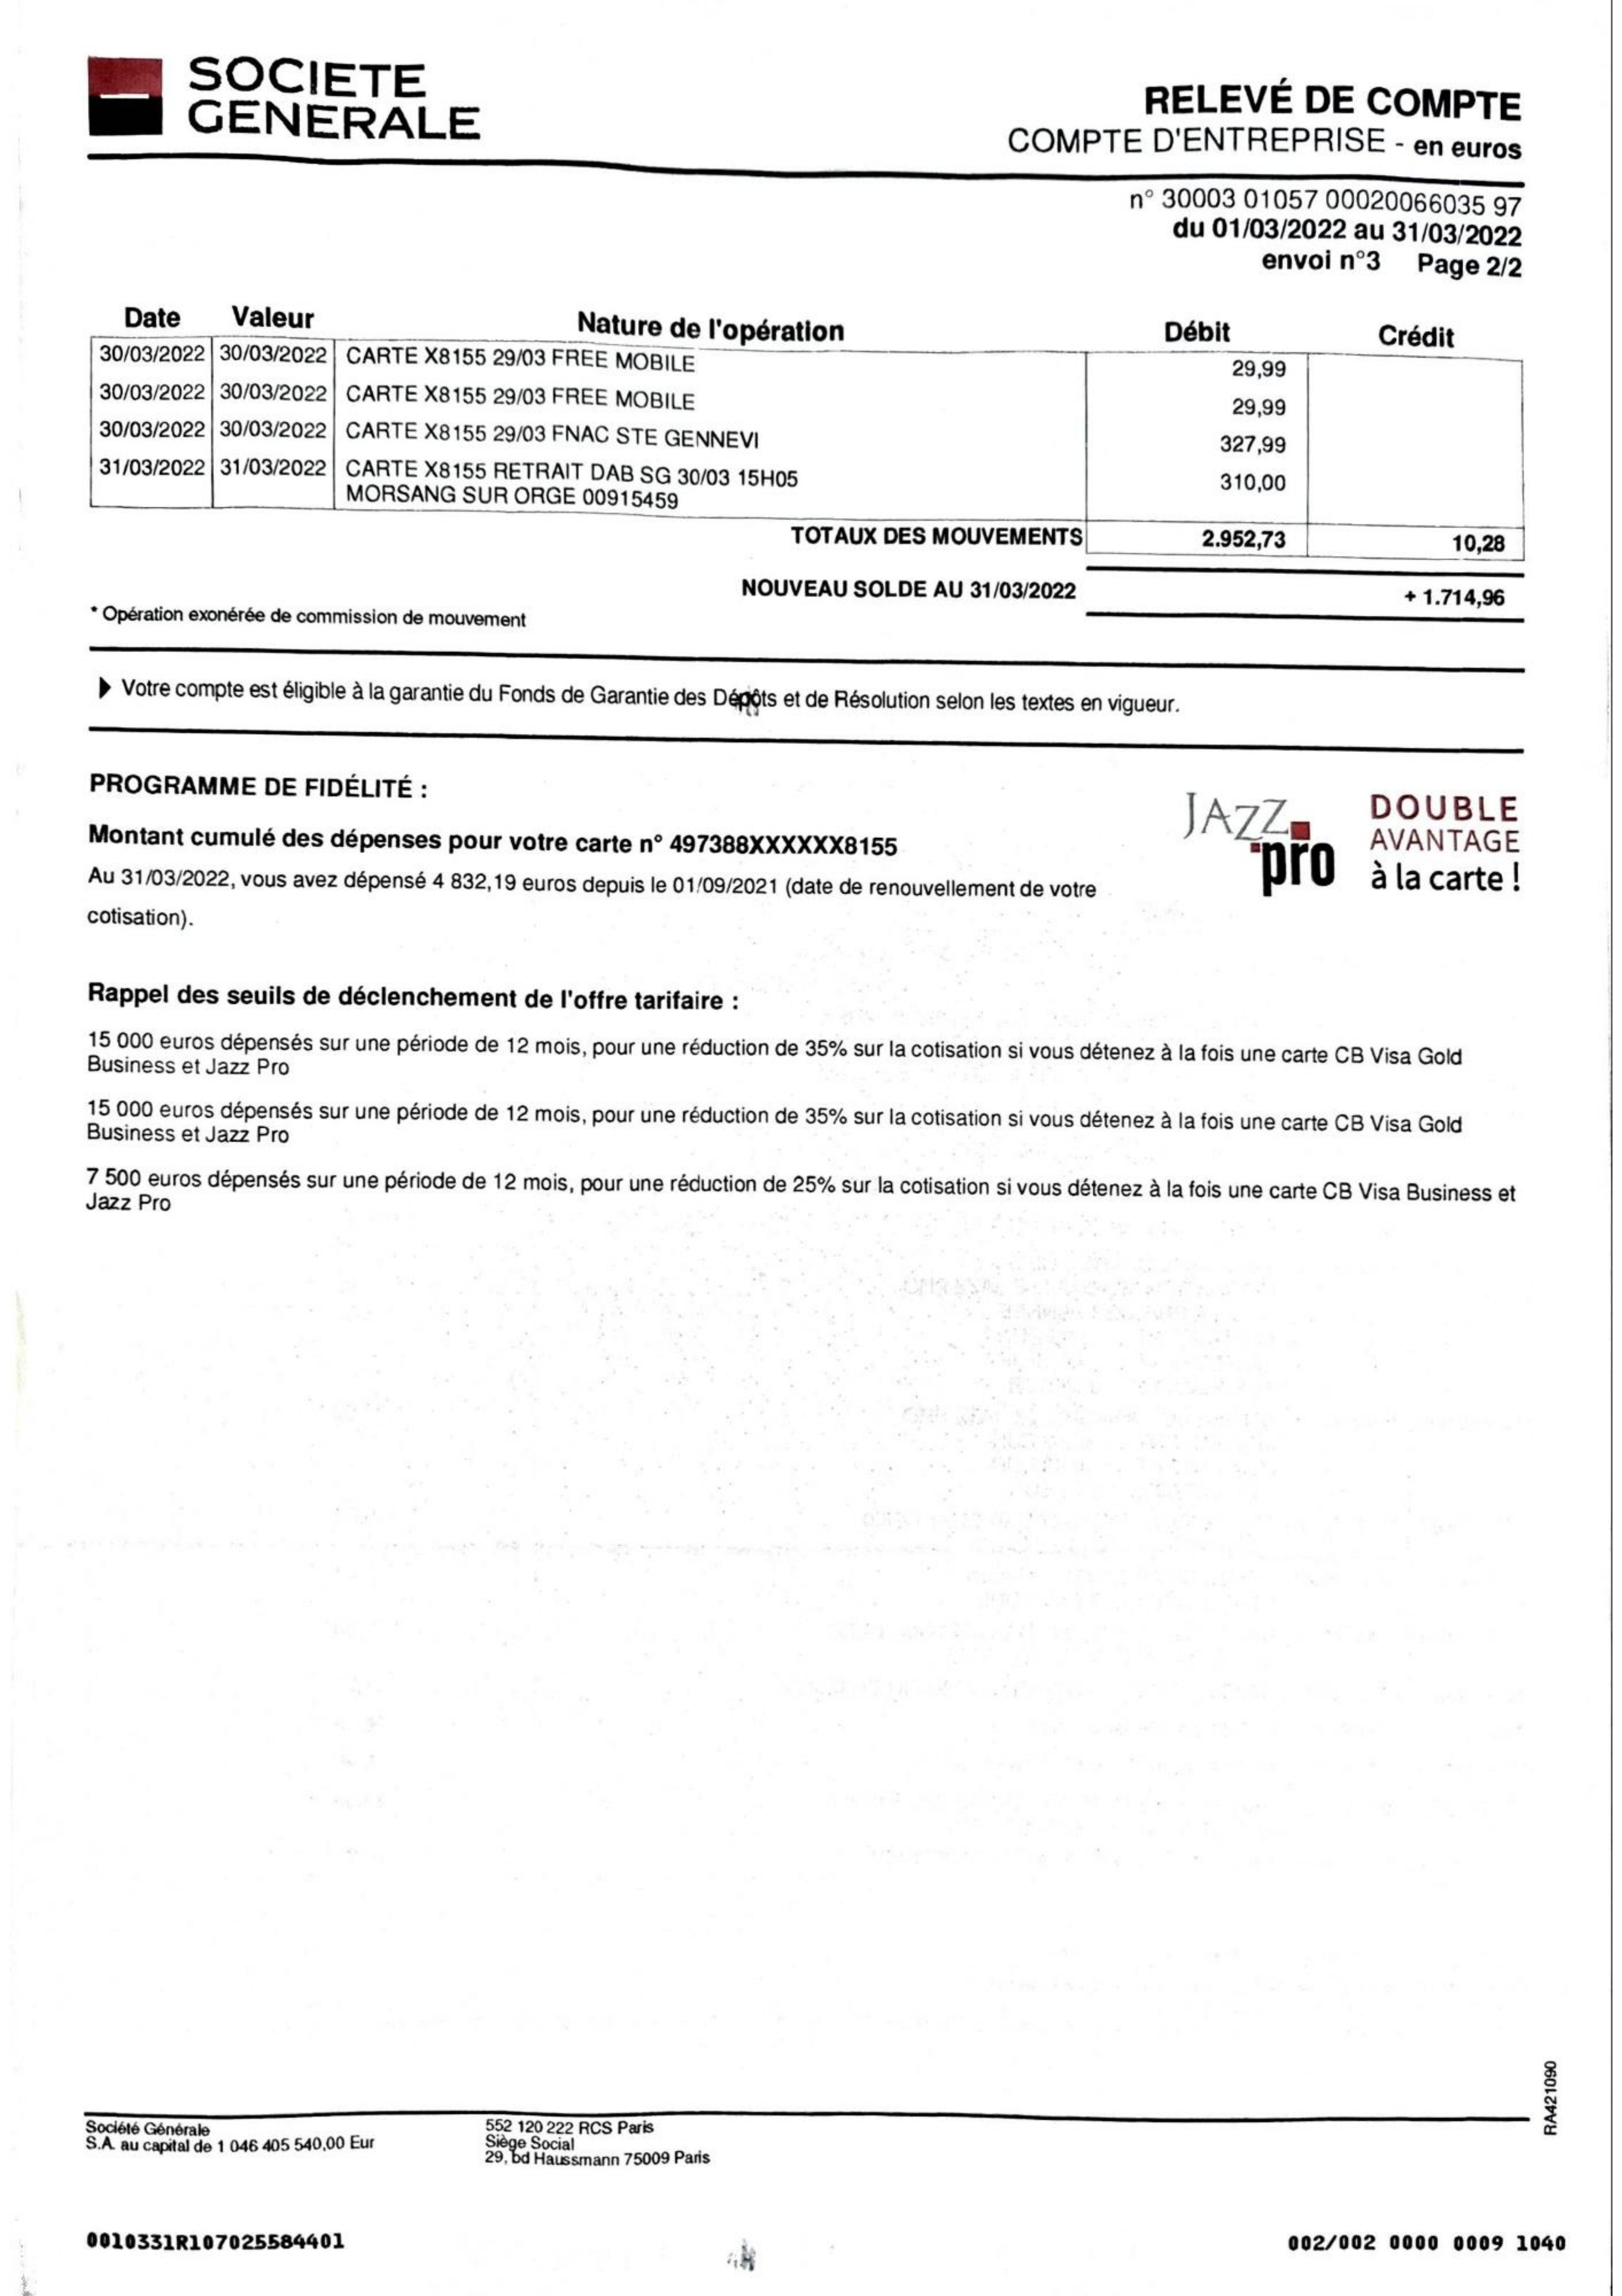 SOCIETE
GENERALE
RELEVÉ DE COMPTE
COMPTE D'ENTREPRISE - en euros
n° 30003 01057 00020066035 97
du 01/03/2022 au 31/03/2022
envoi n°3 Page 2/2
Date Valeur Nature de l'opération Débit Crédit
30/03/2022 30/03/2022 CARTE X8155 29/03 FREE MOBILE 29,99
30/03/2022 30/03/2022 CARTE X8155 29/03 FREE MOBILE 29,99
30/03/2022 30/03/2022 CARTE X8155 29/03 FNAC STE GENNEVI 327,99
31/03/2022 31/03/2022 CARTE X8155 RETRAIT DAB SG 30/03 15H05 310,00
MORSANG SUR ORGE 00915459
TOTAUX DES MOUVEMENTS 2.952,73 10,28
NOUVEAU SOLDE AU 31/03/2022 + 1.714,96
* Opération exonérée de commission de mouvement
Votre compte est éligible à la garantie du Fonds de Garantie des Dépôts et de Résolution selon les textes en vigueur.
PROGRAMME DE FIDÉLITÉ :
Montant cumulé des dépenses pour votre carte n° 497388XXXXXX8155
Au 31/03/2022, vous avez dépensé 4 832,19 euros depuis le 01/09/2021 (date de renouvellement de votre
cotisation).
JAZZ pro
DOUBLE
AVANTAGE
à la carte !
Rappel des seuils de déclenchement de l'offre tarifaire :
15 000 euros dépensés sur une période de 12 mois, pour une réduction de 35% sur la cotisation si vous détenez à la fois une carte CB Visa Gold
Business et Jazz Pro
15 000 euros dépensés sur une période de 12 mois, pour une réduction de 35% sur la cotisation si vous détenez à la fois une carte CB Visa Gold
Business et Jazz Pro
7 500 euros dépensés sur une période de 12 mois, pour une réduction de 25% sur la cotisation si vous détenez à la fois une carte CB Visa Business et
Jazz Pro
RA421090
Société Générale
S.A. au capital de 1 046 405 540,00 Eur
552 120 222 RCS Paris
Siège Social
29, bd Haussmann 75009 Paris
0010331R107025584401
002/002 0000 0009 1040